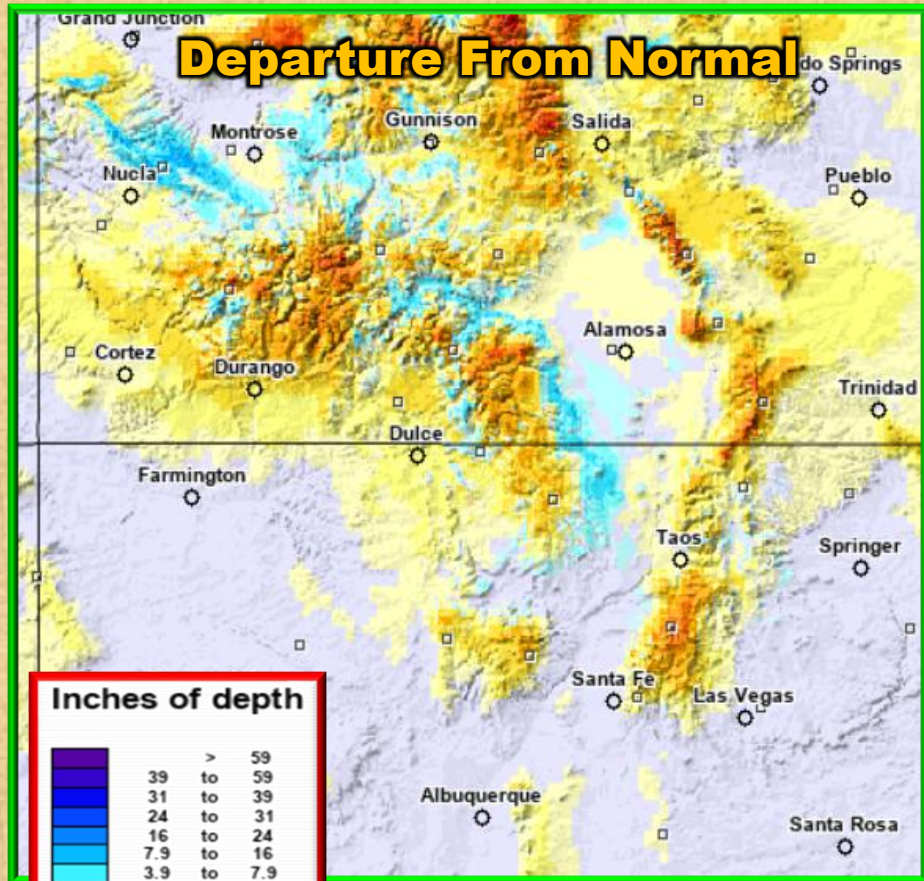 Grand Junction
Departure From Normal
do Springs
Montrose
Gunnison
Salida
Nucla
Pueblo
Alamosa
Cortez
Durango
Trinidad
Dulce
Farmington
Taos
Springer
Santa Fe
Las Vegas
Inches of depth
> 59
39 to 59
31 to 39
24 to 31
16 to 24
7.9 to 16
3.9 to 7.9
Albuquerque
Santa Rosa